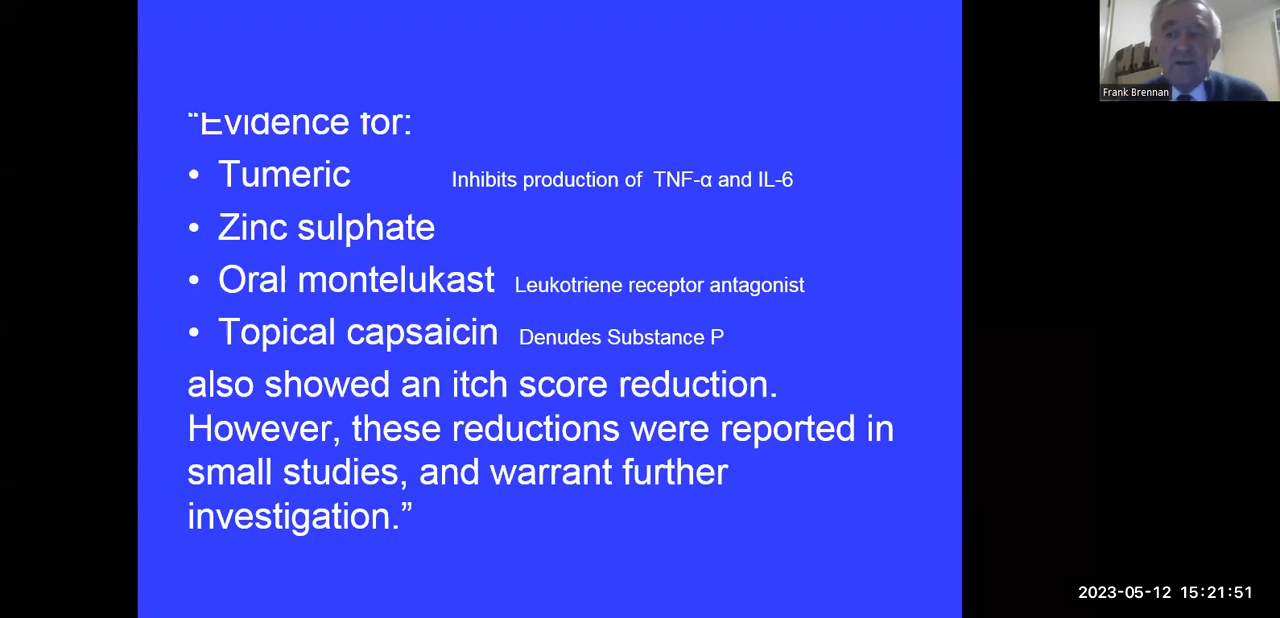 Frank Brennan
“Evidence for:
• Tumeric Inhibits production of TNF-α and IL-6
• Zinc sulphate
• Oral montelukast Leukotriene receptor antagonist
• Topical capsaicin Denudes Substance P
also showed an itch score reduction.
However, these reductions were reported in
small studies, and warrant further
investigation.”
2023-05-12 15:21:51